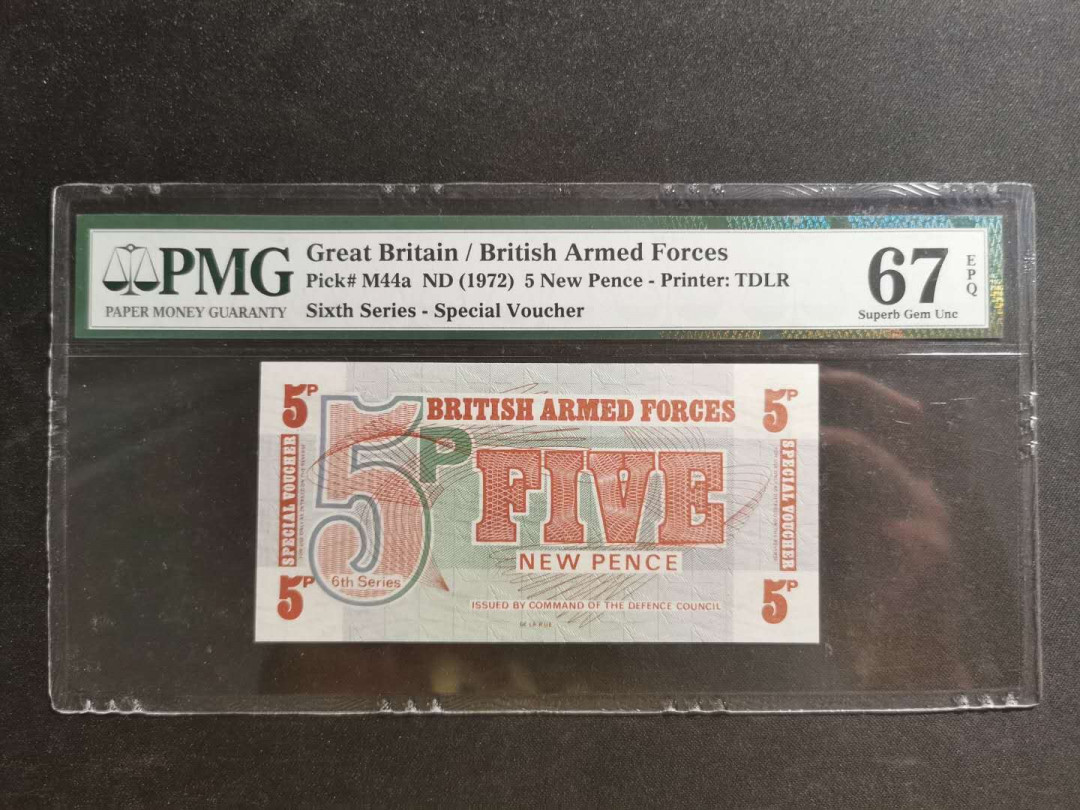 PMG
PAPER MONEY GUARANTY
Great Britain / British Armed Forces
Pick# M44a ND (1972) 5 New Pence - Printer: TDLR
Sixth Series - Special Voucher
67
EPQ
Superb Gem Unc
5P
BRITISH ARMED FORCES
5P
SPECIAL VOUCHER
5P
FIVE
SPECIAL VOUCHER
NEW PENCE
6th Series
5P
ISSUED BY COMMAND OF THE DEFENCE COUNCIL
5P